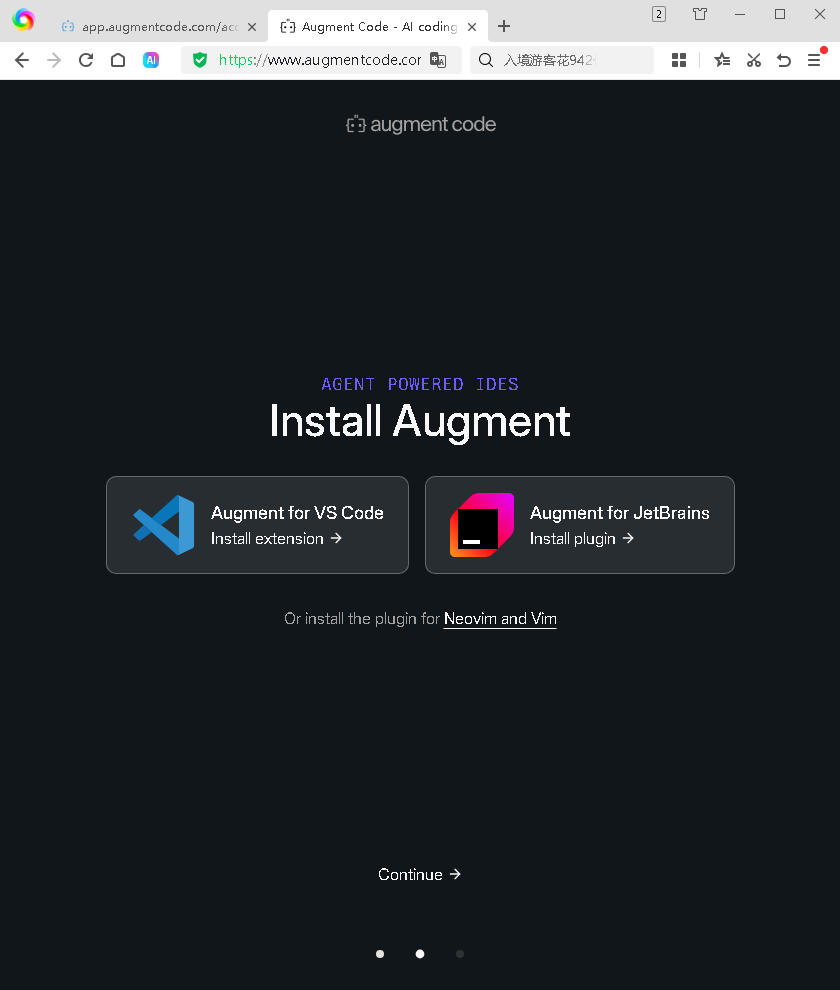 app.augmentcode.com/acc
Augment Code - AI coding
2
AI
https://www.augmentcode.cor
入境游客花942
augment code
AGENT POWERED IDES
Install Augment
Augment for VS Code
Install extension →
Augment for JetBrains
Install plugin →
Or install the plugin for Neovim and Vim
Continue →